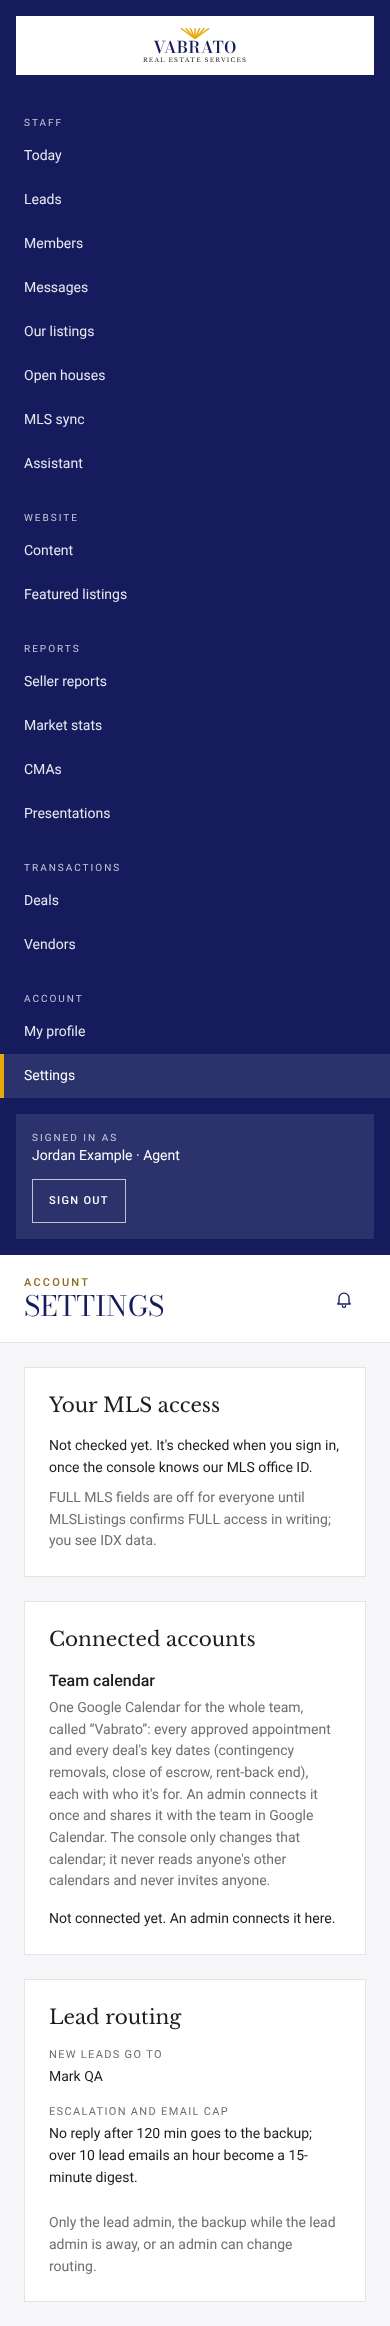 VABRATO
REAL ESTATE SERVICES
STAFF
Today
Leads
Members
Messages
Our listings
Open houses
MLS sync
Assistant
WEBSITE
Content
Featured listings
REPORTS
Seller reports
Market stats
CMAs
Presentations
TRANSACTIONS
Deals
Vendors
ACCOUNT
My profile
Settings
SIGNED IN AS
Jordan Example · Agent
SIGN OUT
ACCOUNT
SETTINGS
Your MLS access
Not checked yet. It's checked when you sign in,
once the console knows our MLS office ID.
FULL MLS fields are off for everyone until
MLSListings confirms FULL access in writing;
you see IDX data.
Connected accounts
Team calendar
One Google Calendar for the whole team,
called “Vabrato”: every approved appointment
and every deal's key dates (contingency
removals, close of escrow, rent-back end),
each with who it's for. An admin connects it
once and shares it with the team in Google
Calendar. The console only changes that
calendar; it never reads anyone's other
calendars and never invites anyone.
Not connected yet. An admin connects it here.
Lead routing
NEW LEADS GO TO
Mark QA
ESCALATION AND EMAIL CAP
No reply after 120 min goes to the backup;
over 10 lead emails an hour become a 15-
minute digest.
Only the lead admin, the backup while the lead
admin is away, or an admin can change
routing.